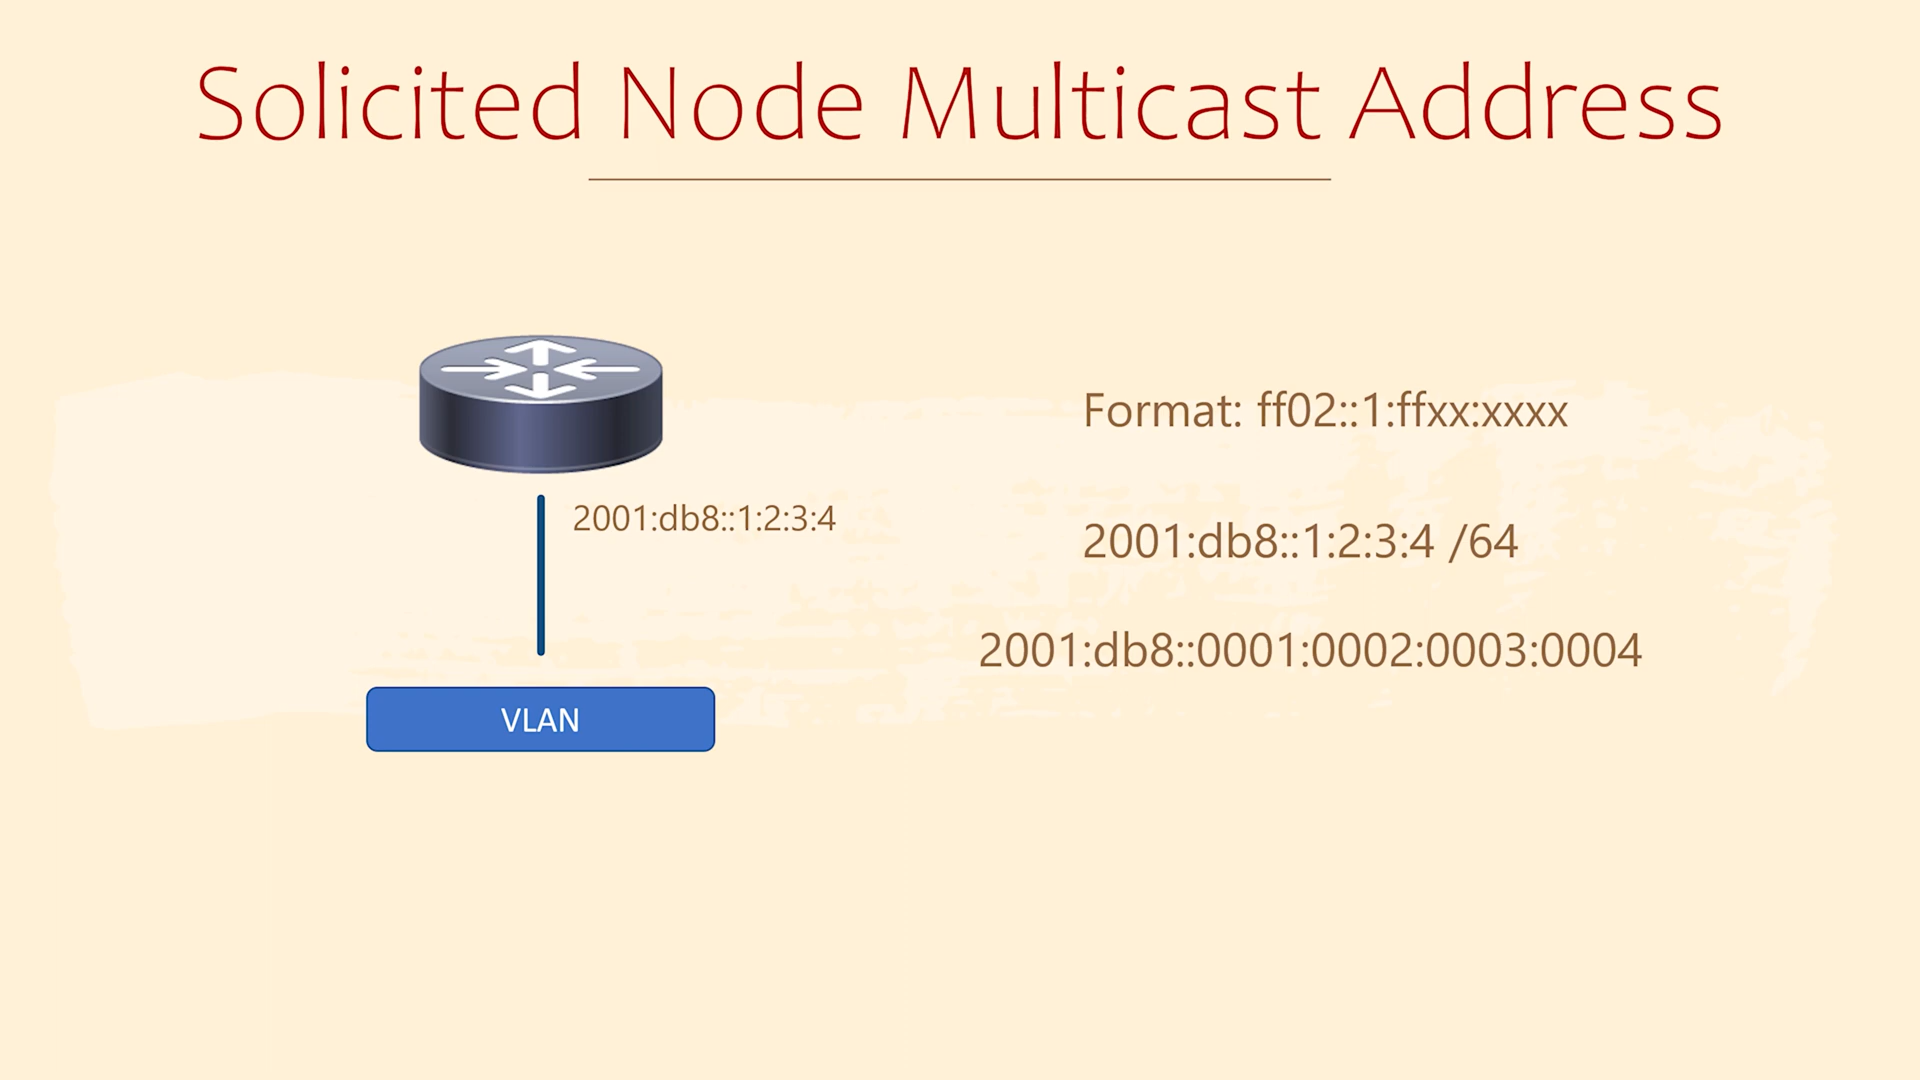 Solicited Node Multicast Address
Format: ff02::1:ffxx:xxxx
2001:db8::1:2:3:4
2001:db8::1:2:3:4 /64
2001:db8::0001:0002:0003:0004
VLAN